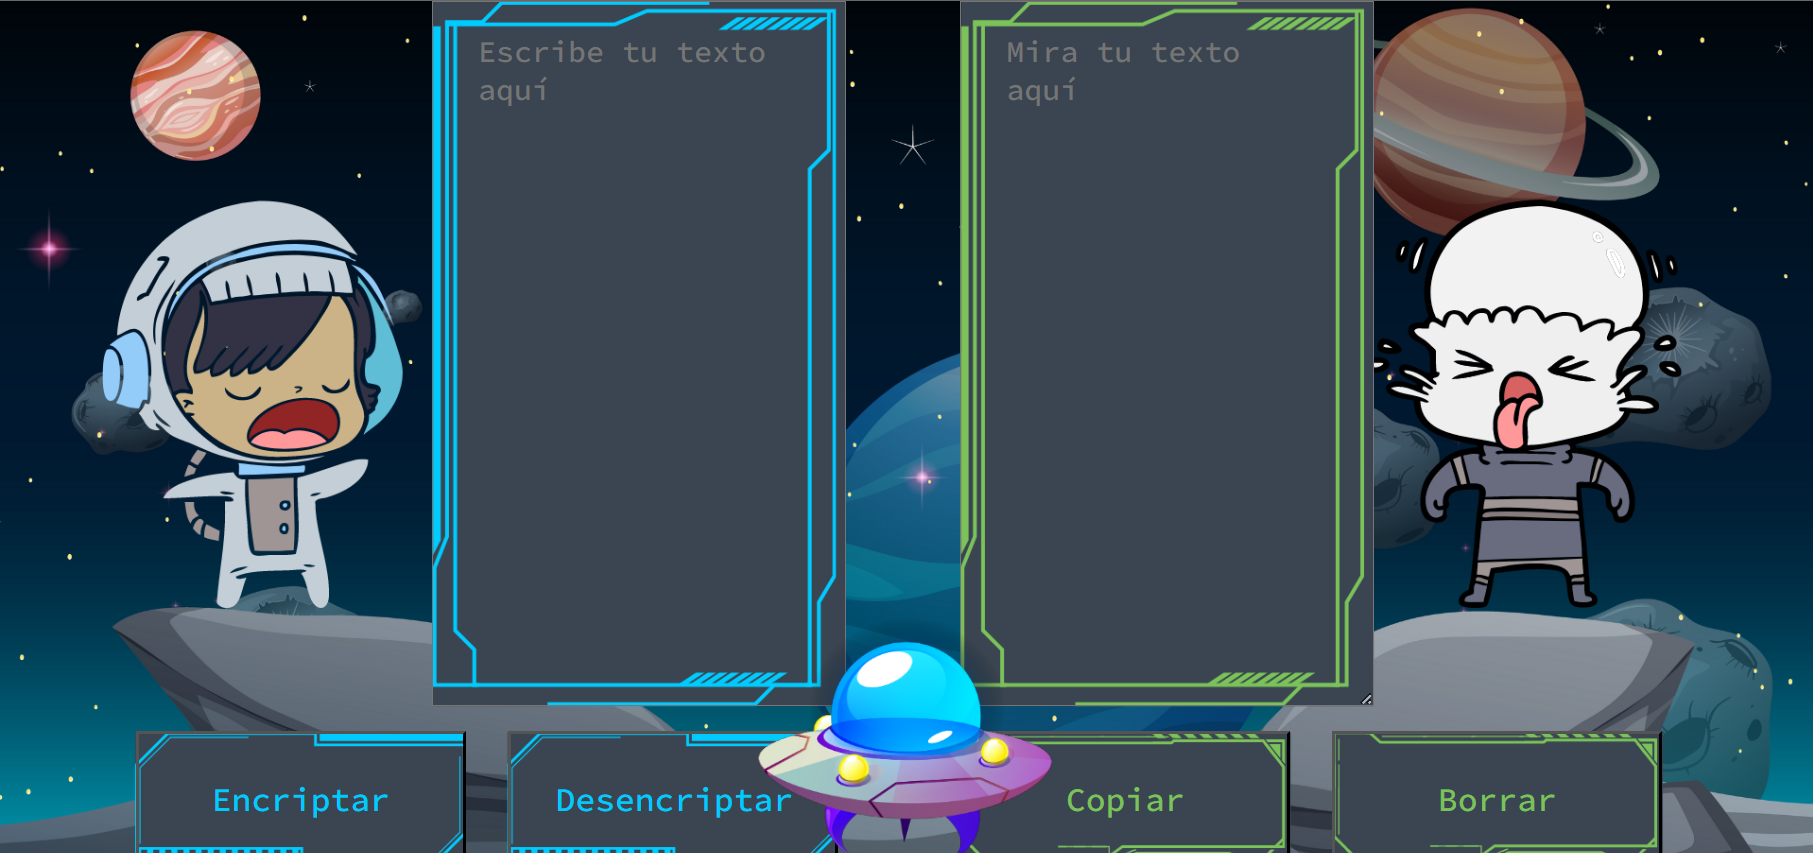 Escribe tu texto
aquí
Mira tu texto
aquí
Encriptar
Desencriptar
Copiar
Borrar